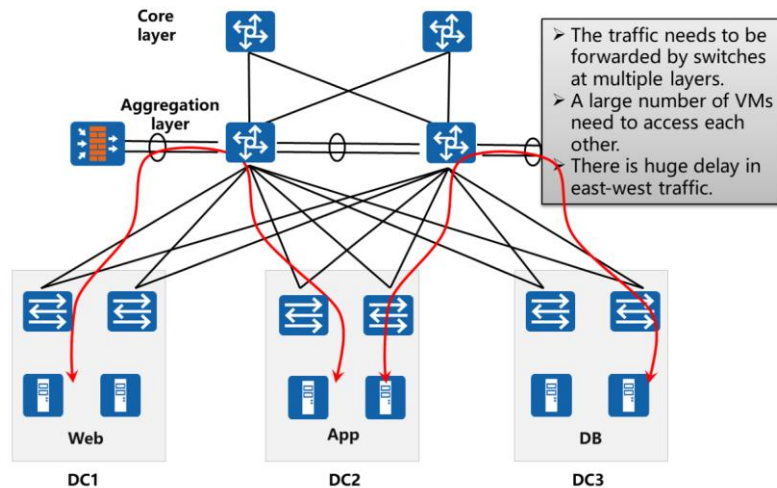 Core
layer
Aggregation
layer
➢ The traffic needs to be
forwarded by switches
at multiple layers.
➢ A large number of VMs
need to access each
other.
➢ There is huge delay in
east-west traffic.
Web
App
DB
DC1
DC2
DC3